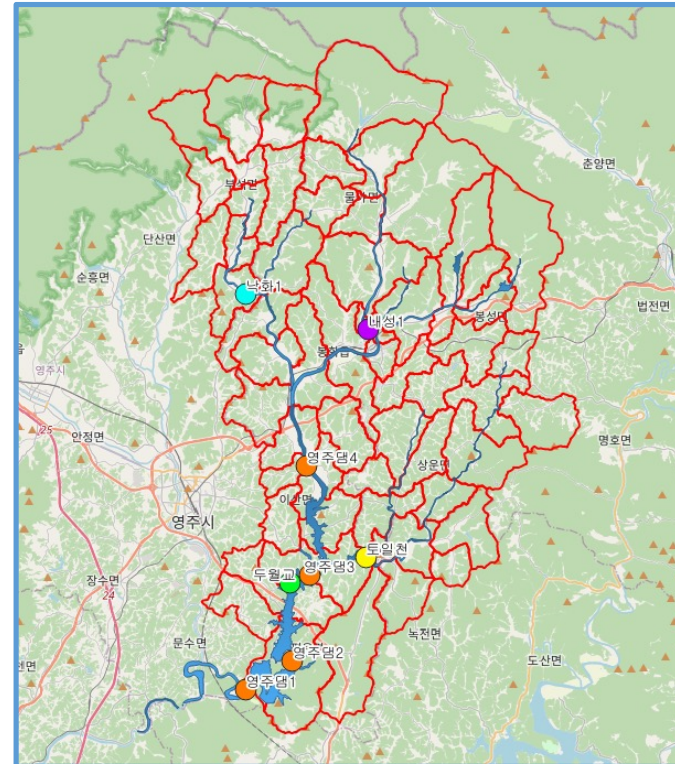 춘양면
부석면
물야면
단산면
순흥면
낙화1
법전면
내성1
봉성면
봉화읍
영주시
25
안정면
명호면
영주댐4
상운면
이산면
영주시
토일천
영주댐3
두월교
장수면
24
녹전면
문수면
영주댐2
도산면
영주댐1
24